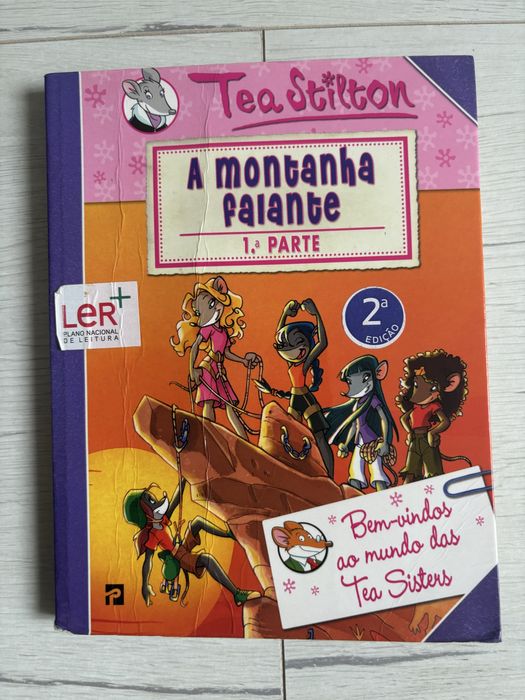 Tea Stilton
A montanha
falante
1.ª PARTE
LeR+
PLANO NACIONAL
DE LEITURA
2ª
EDIÇÃO
Bem-vindos
ao mundo das
Tea Sisters